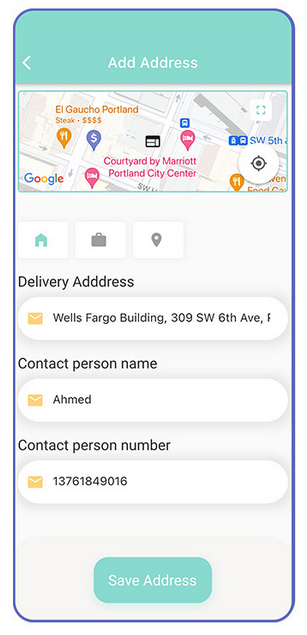 Add Address
El Gaucho Portland
Steak • $$$$
SW 5th
Courtyard by Marriott
Portland City Center
Google
SW
Food Ca
Delivery Adddress
Wells Fargo Building, 309 SW 6th Ave, F
Contact person name
Ahmed
Contact person number
13761849016
Save Address